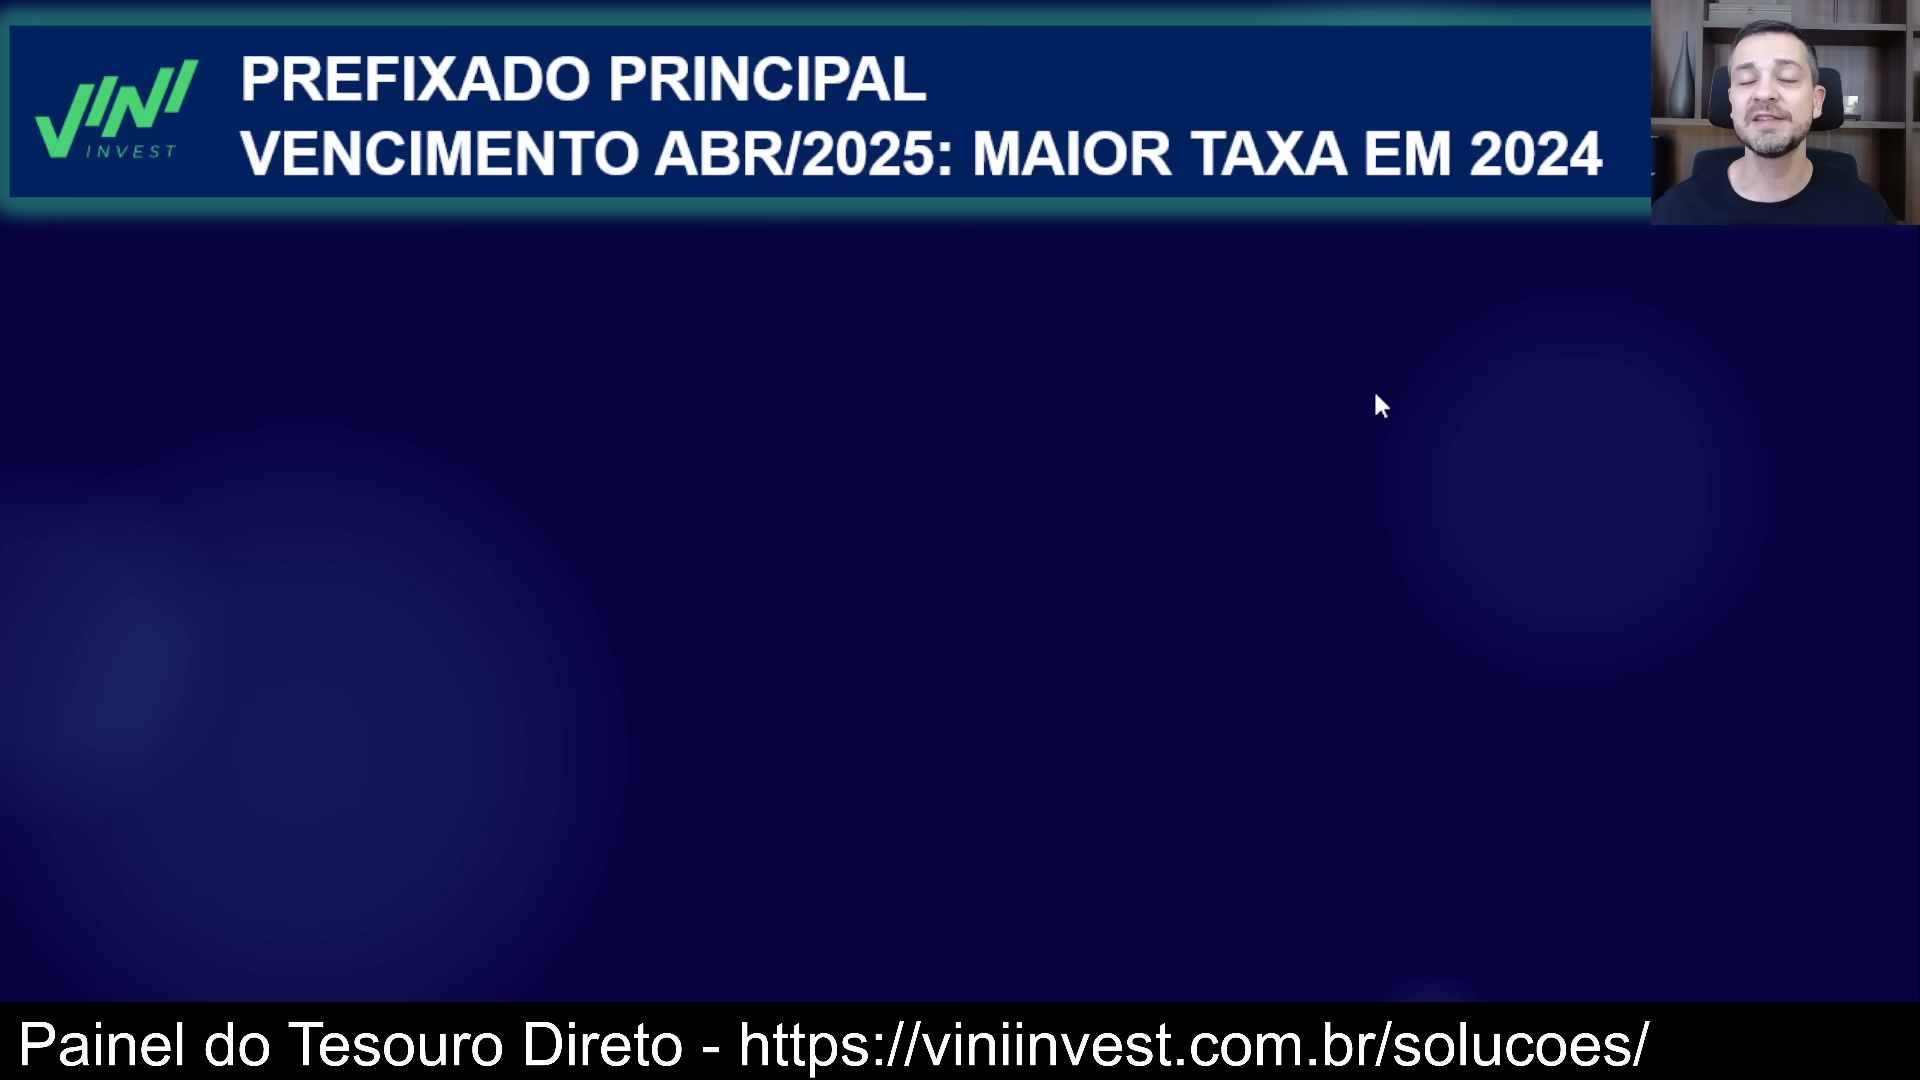 VINI
INVEST
PREFIXADO PRINCIPAL
VENCIMENTO ABR/2025: MAIOR TAXA EM 2024
Painel do Tesouro Direto - https://viniinvest.com.br/solucoes/